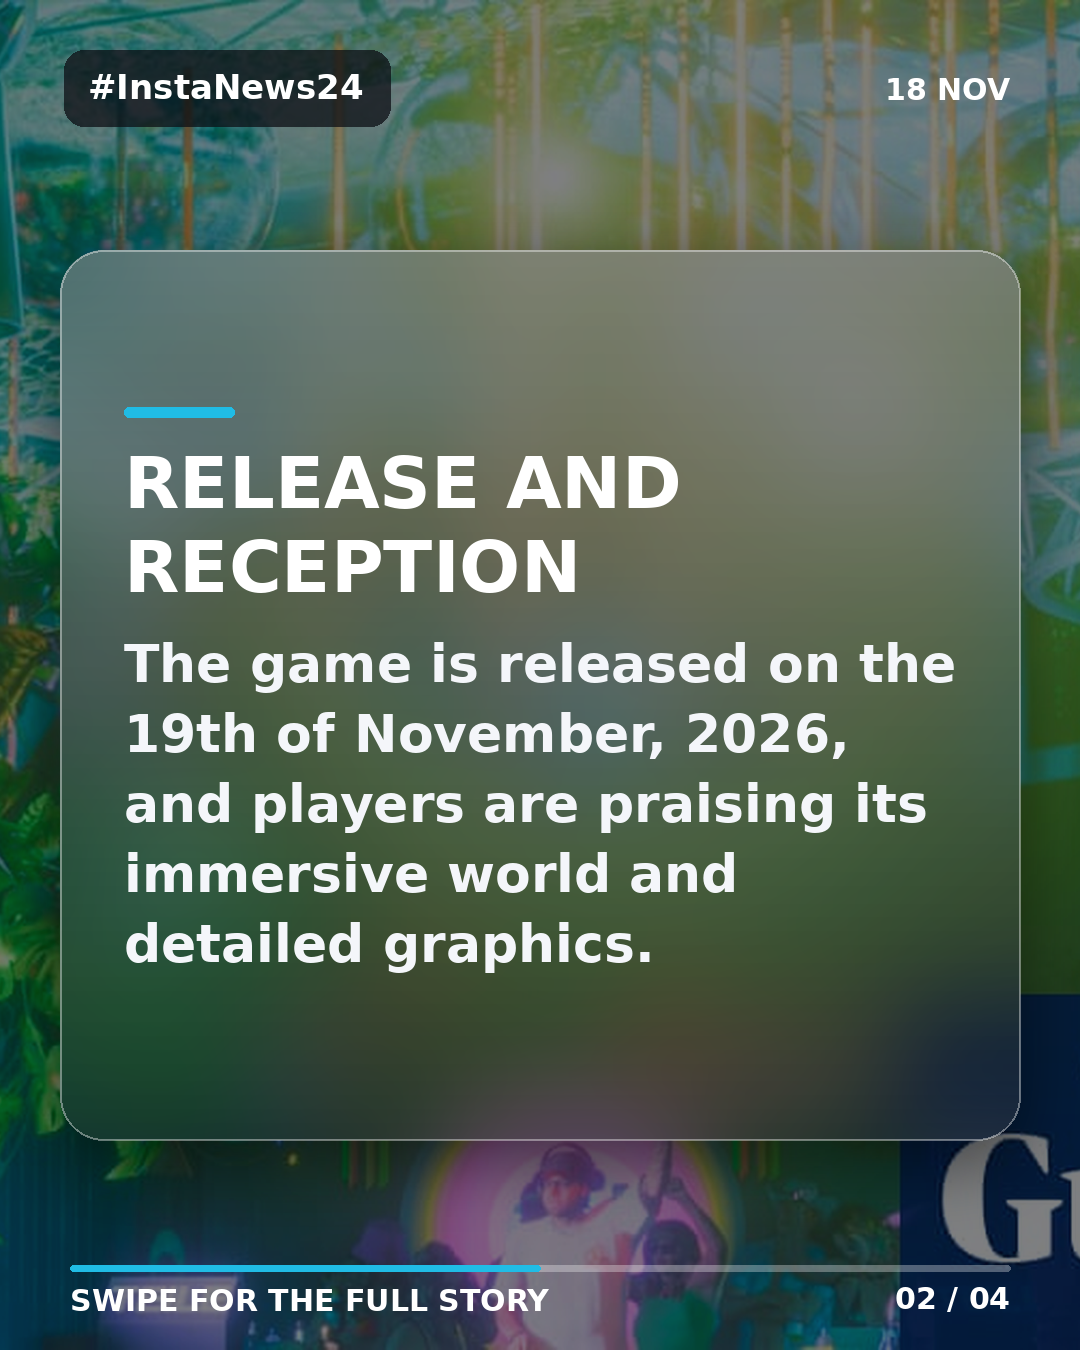 #InstaNews24
18 NOV
RELEASE AND
RECEPTION
The game is released on the
19th of November, 2026,
and players are praising its
immersive world and
detailed graphics.
SWIPE FOR THE FULL STORY
02 / 04